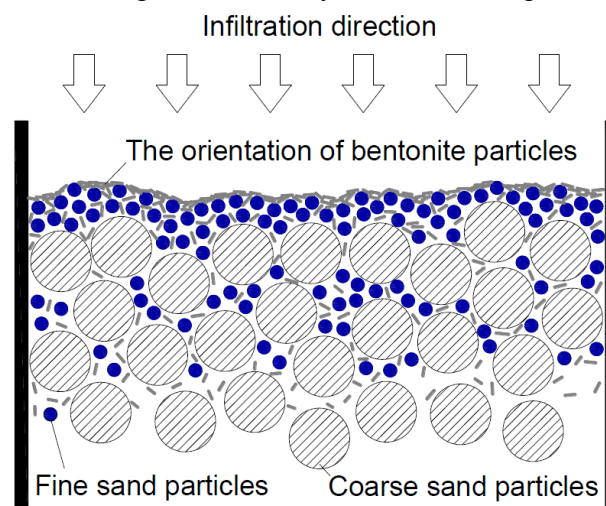 Infiltration direction
The orientation of bentonite particles
Fine sand particles
Coarse sand particles